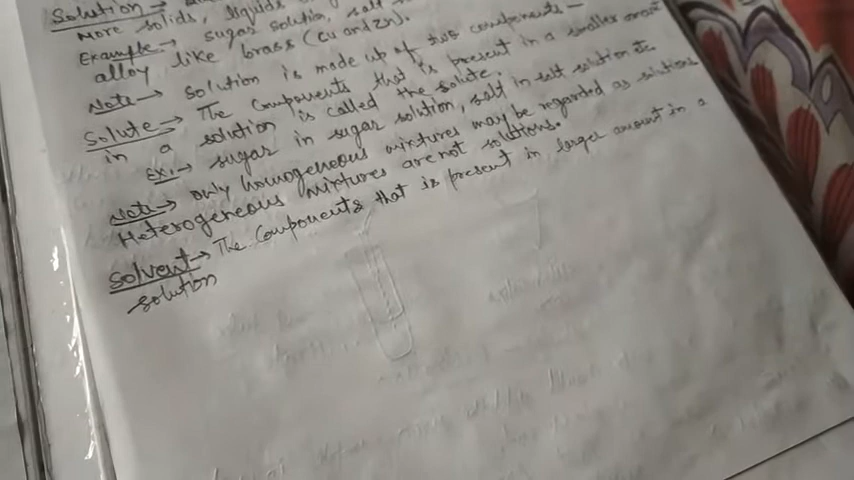 Solution →
More solids, liquids
Example → sugar solution, salt
alloy like brass (Cu and Zn).
Note → solution is made up of two components –
Solute → The components that is present in a smaller amount
in a solution is called the solute.
Ex: → sugar in sugar solution, salt in salt solution etc.
Note → only homogeneous mixtures may be regarded as solutions
Heterogeneous mixtures are not solutions.
Solvent → The components that is present in larger amount in a
solution